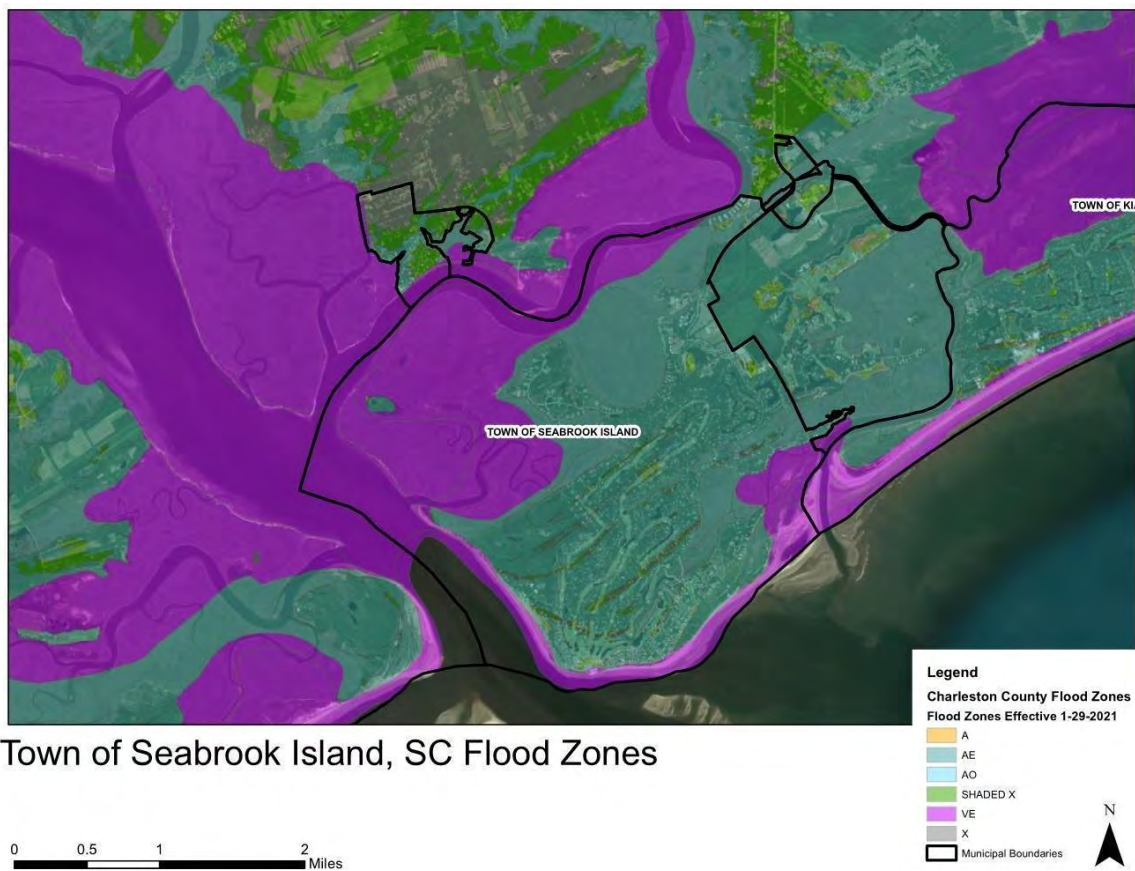 TOWN OF KI
TOWN OF SEABROOK ISLAND
Legend
Charleston County Flood Zones
Flood Zones Effective 1-29-2021
A
AE
AO
SHADED X
VE
X
Municipal Boundaries
N
Town of Seabrook Island, SC Flood Zones
0 0.5 1 2
Miles